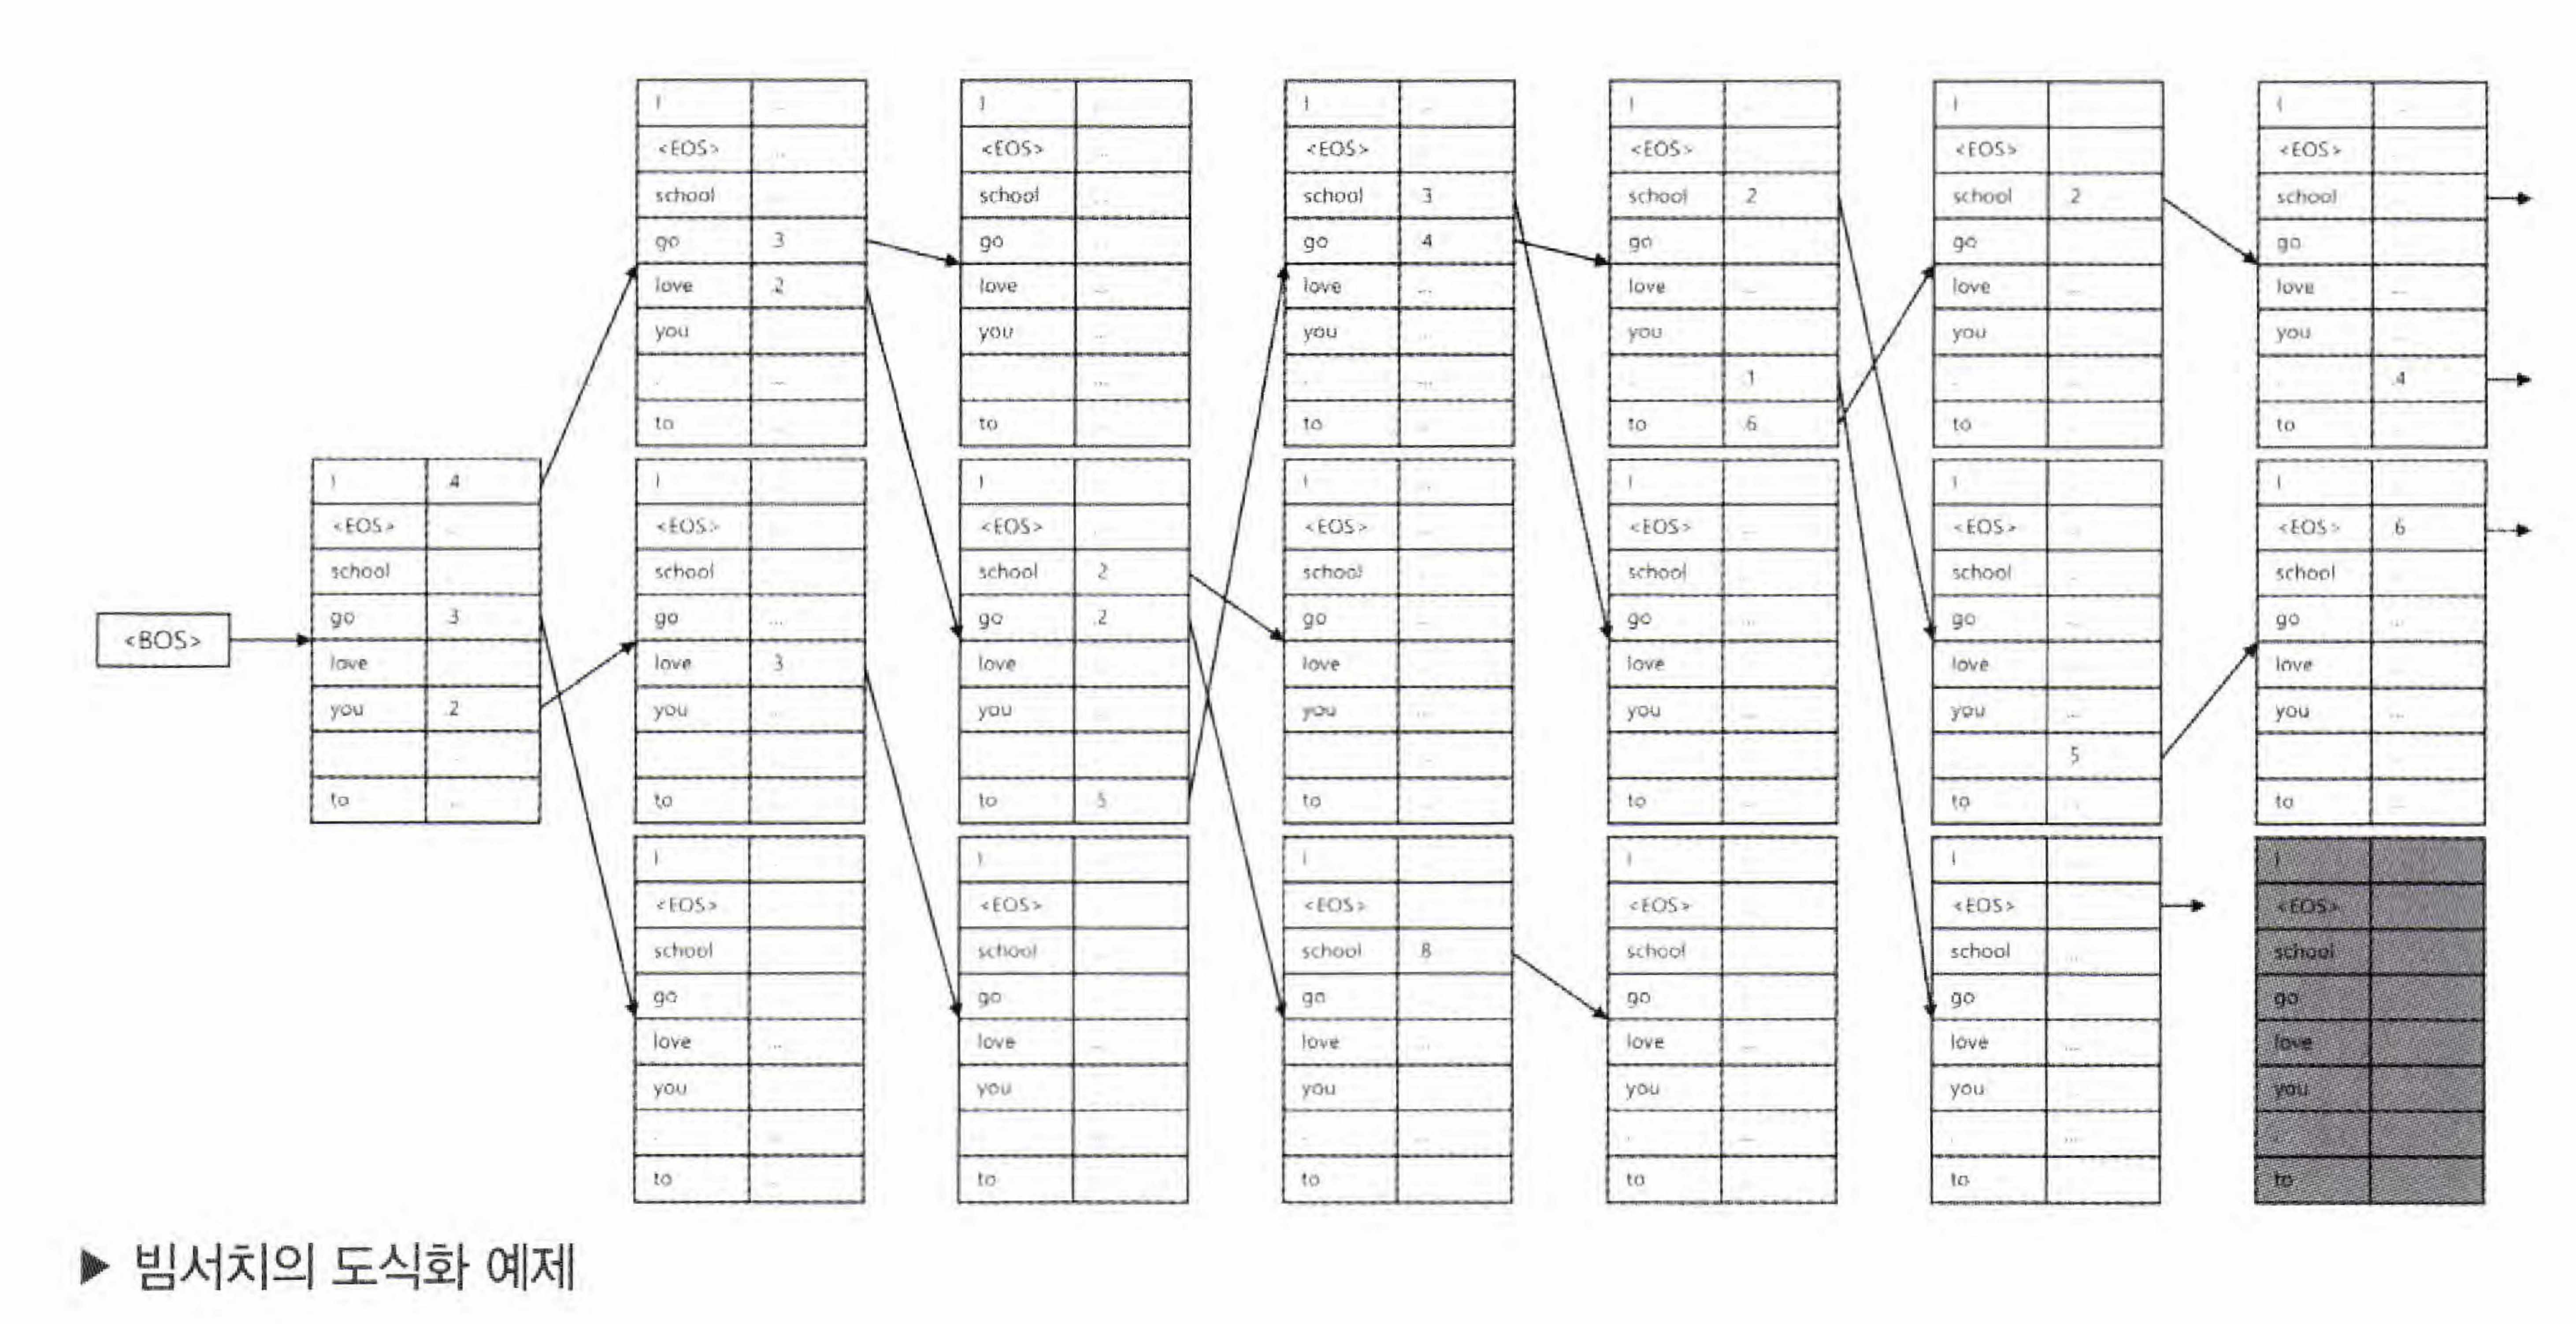 <BOS>
I .4
<EOS>
school
go .3
love
you .2
to
I
<EOS>
school
go .3
love .2
you
to
I
<EOS>
school
go
love .3
you
to
I
<EOS>
school
go
love
you
to
I
<EOS>
school
go
love
you
to
I
<EOS>
school .2
go .2
love
you
to .5
I
<EOS>
school
go
love
you
to
I
<EOS>
school .3
go .4
love
you
to
I
<EOS>
school
go
love
you
to
I
<EOS>
school .8
go
love
you
to
I
<EOS>
school .2
go
love
you
. .1
to .6
I
<EOS>
school
go
love
you
to
I
<EOS>
school
go
love
you
to
I
<EOS>
school .2
go
love
you
to
I
<EOS>
school
go
love
you
.5
to
I
<EOS>
school
go
love
you
to
I
<EOS>
school
go
love
you
.4
to
I
<EOS> .6
school
go
love
you
to
I
<EOS>
school
go
love
you
to
▶ 빔서치의 도식화 예제